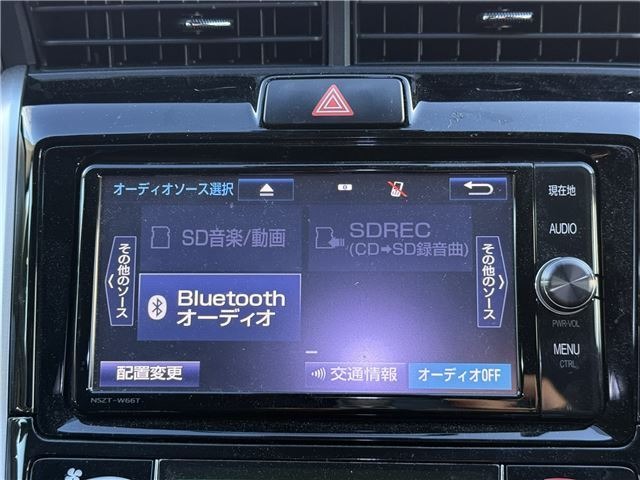 オーディオソース選択
現在地
SD音楽/動画
SDREC
(CD➡SD録音曲)
AUDIO
その他のソース
その他のソース
Bluetooth
オーディオ
PWR·VOL
MENU
CTRL
配置変更
交通情報
オーディオOFF
NSZT-W66T